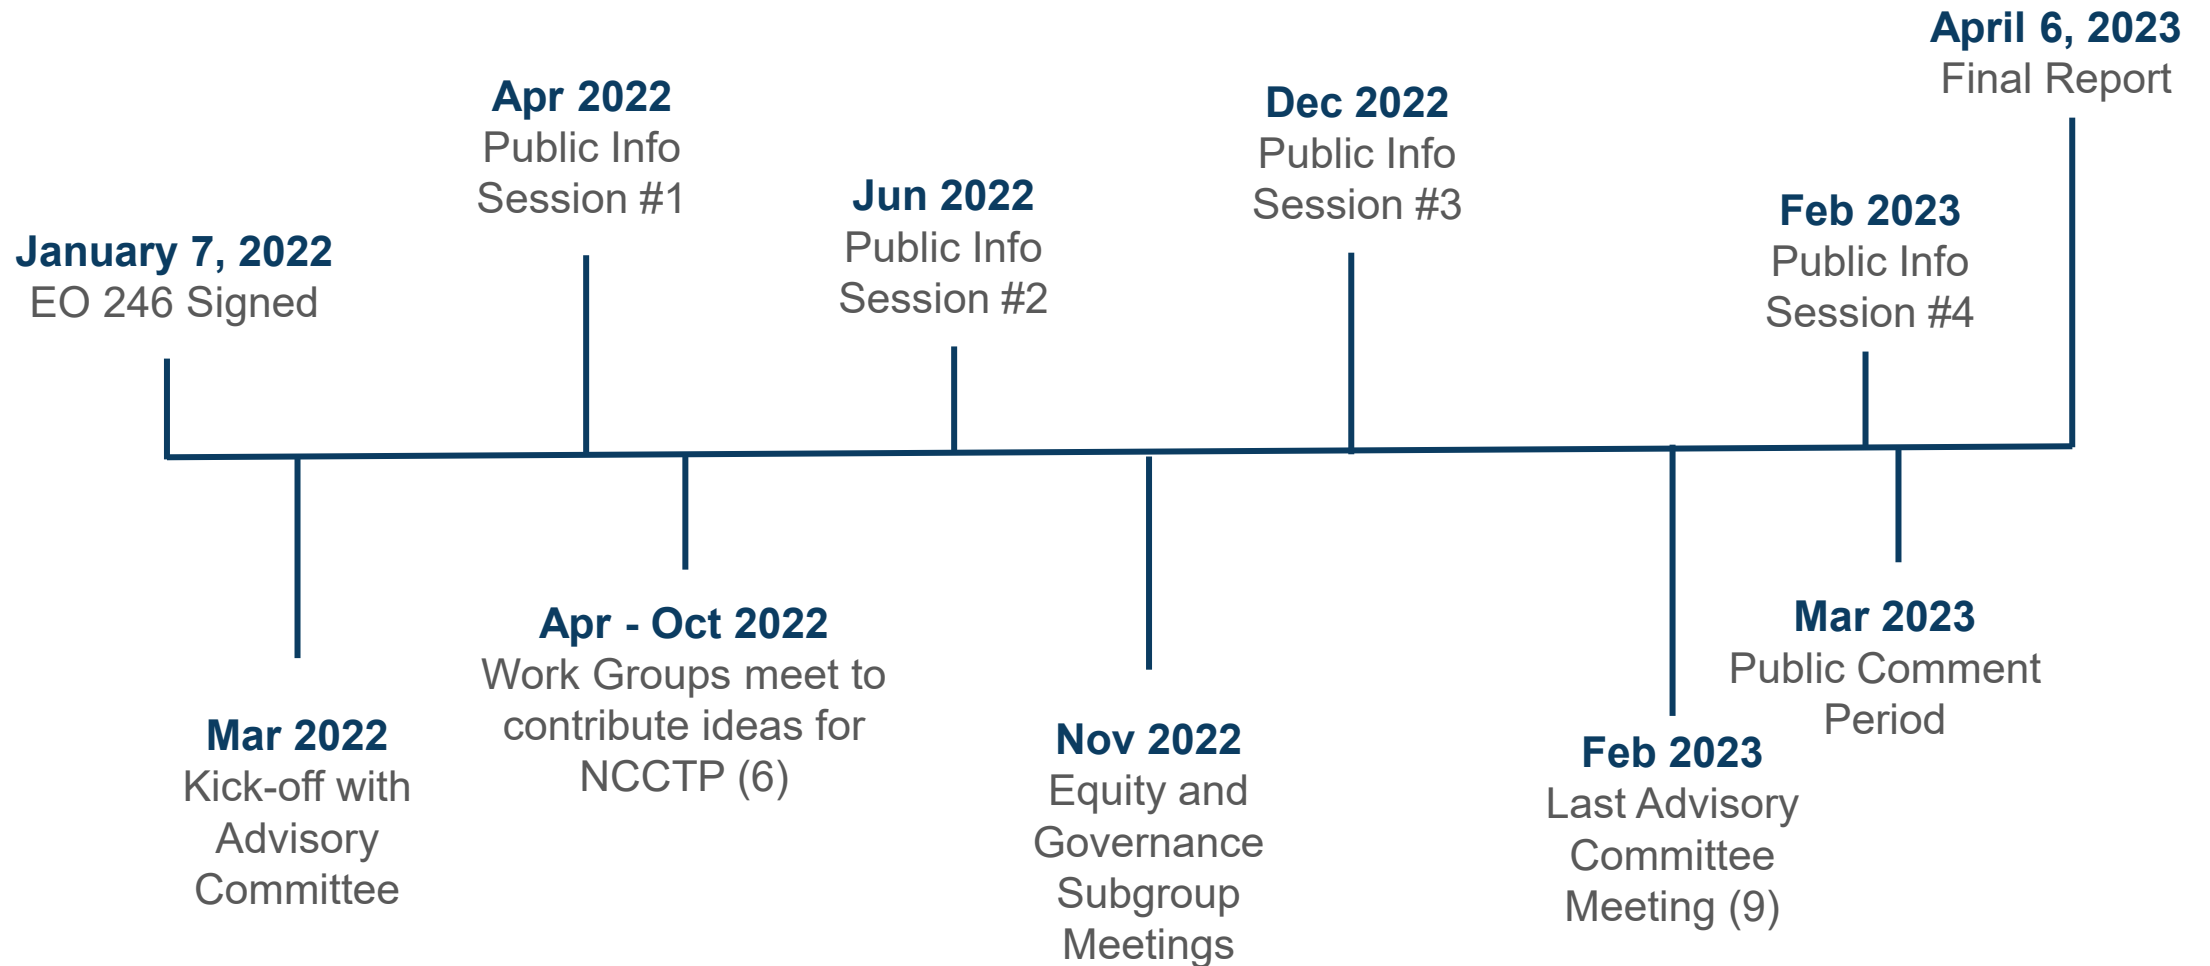 January 7, 2022
EO 246 Signed
Mar 2022
Kick-off with
Advisory
Committee
Apr 2022
Public Info
Session #1
Apr - Oct 2022
Work Groups meet to
contribute ideas for
NCCTP (6)
Jun 2022
Public Info
Session #2
Nov 2022
Equity and
Governance
Subgroup
Meetings
Dec 2022
Public Info
Session #3
Feb 2023
Last Advisory
Committee
Meeting (9)
Feb 2023
Public Info
Session #4
Mar 2023
Public Comment
Period
April 6, 2023
Final Report